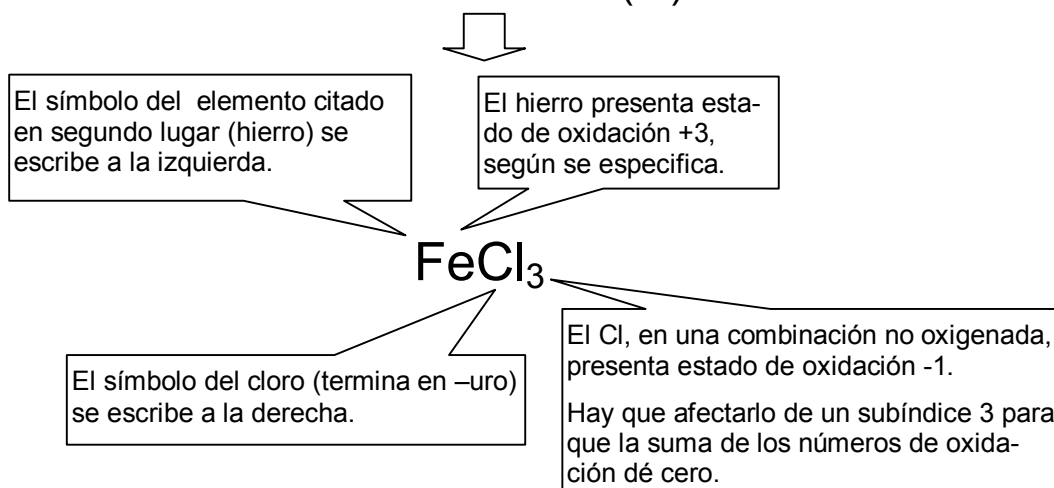 El símbolo del elemento citado
en segundo lugar (hierro) se
escribe a la izquierda.
El hierro presenta esta-
do de oxidación +3,
según se especifica.
FeCl₃
El símbolo del cloro (termina en –uro)
se escribe a la derecha.
El Cl, en una combinación no oxigenada,
presenta estado de oxidación -1.
Hay que afectarlo de un subíndice 3 para
que la suma de los números de oxida-
ción dé cero.